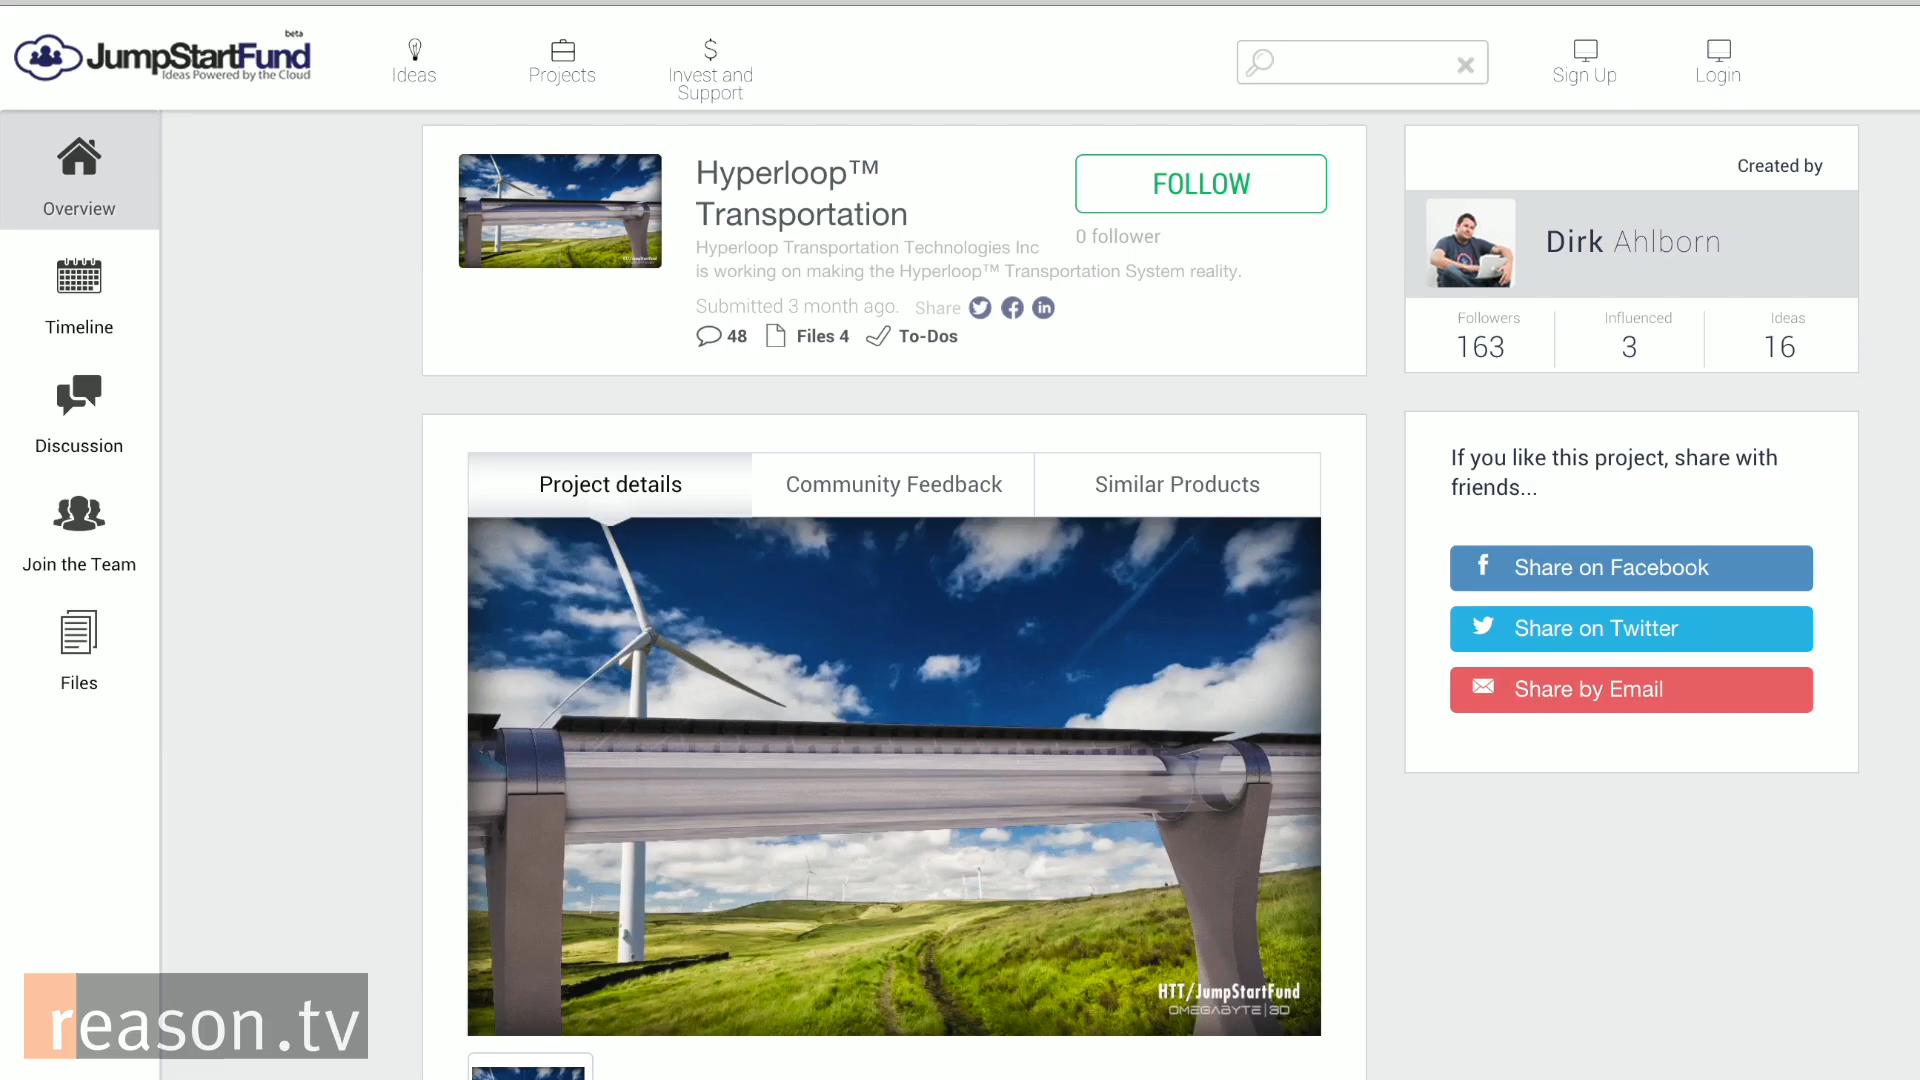 beta
JumpStartFund
Ideas Powered by the Cloud
Ideas
Projects
Invest and
Support
Sign Up
Login
Overview
Timeline
Discussion
Join the Team
Files
Hyperloop™
Transportation
Hyperloop Transportation Technologies Inc
is working on making the Hyperloop™ Transportation System reality.
Submitted 3 month ago. Share
48 Files 4 To-Dos
FOLLOW
0 follower
Created by
Dirk Ahlborn
Followers Influenced Ideas
163 3 16
Project details Community Feedback Similar Products
HTT/JumpStartFund
OMEGABYTE|3D
If you like this project, share with
friends...
Share on Facebook
Share on Twitter
Share by Email
reason.tv